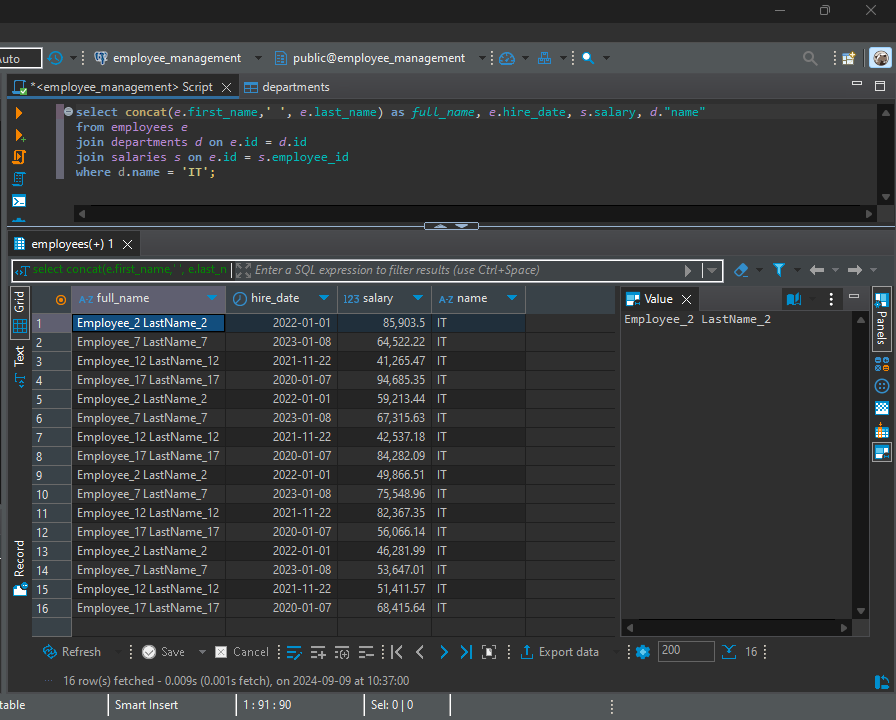 Auto employee_management public@employee_management
*<employee_management> Script departments
select concat(e.first_name,' ', e.last_name) as full_name, e.hire_date, s.salary, d."name"
from employees e
join departments d on e.id = d.id
join salaries s on e.id = s.employee_id
where d.name = 'IT';
employees(+) 1
select concat(e.first_name,' ', e.last_n Enter a SQL expression to filter results (use Ctrl+Space)
Grid A-Z full_name hire_date 123 salary A-Z name Value
1 Employee_2 LastName_2 2022-01-01 85,903.5 IT Employee_2 LastName_2
2 Employee_7 LastName_7 2023-01-08 64,522.22 IT
3 Employee_12 LastName_12 2021-11-22 41,265.47 IT
4 Employee_17 LastName_17 2020-01-07 94,685.35 IT
5 Employee_2 LastName_2 2022-01-01 59,213.44 IT
6 Employee_7 LastName_7 2023-01-08 67,315.63 IT
7 Employee_12 LastName_12 2021-11-22 42,537.18 IT
8 Employee_17 LastName_17 2020-01-07 84,282.09 IT
9 Employee_2 LastName_2 2022-01-01 49,866.51 IT
10 Employee_7 LastName_7 2023-01-08 75,548.96 IT
11 Employee_12 LastName_12 2021-11-22 82,367.35 IT
12 Employee_17 LastName_17 2020-01-07 56,066.14 IT
13 Employee_2 LastName_2 2022-01-01 46,281.99 IT
14 Employee_7 LastName_7 2023-01-08 53,647.01 IT
15 Employee_12 LastName_12 2021-11-22 51,411.57 IT
16 Employee_17 LastName_17 2020-01-07 68,415.64 IT
Text
Record
Panels
Refresh Save Cancel Export data 200 16
16 row(s) fetched - 0.009s (0.001s fetch), on 2024-09-09 at 10:37:00
table Smart Insert 1 : 91 : 90 Sel: 0 | 0